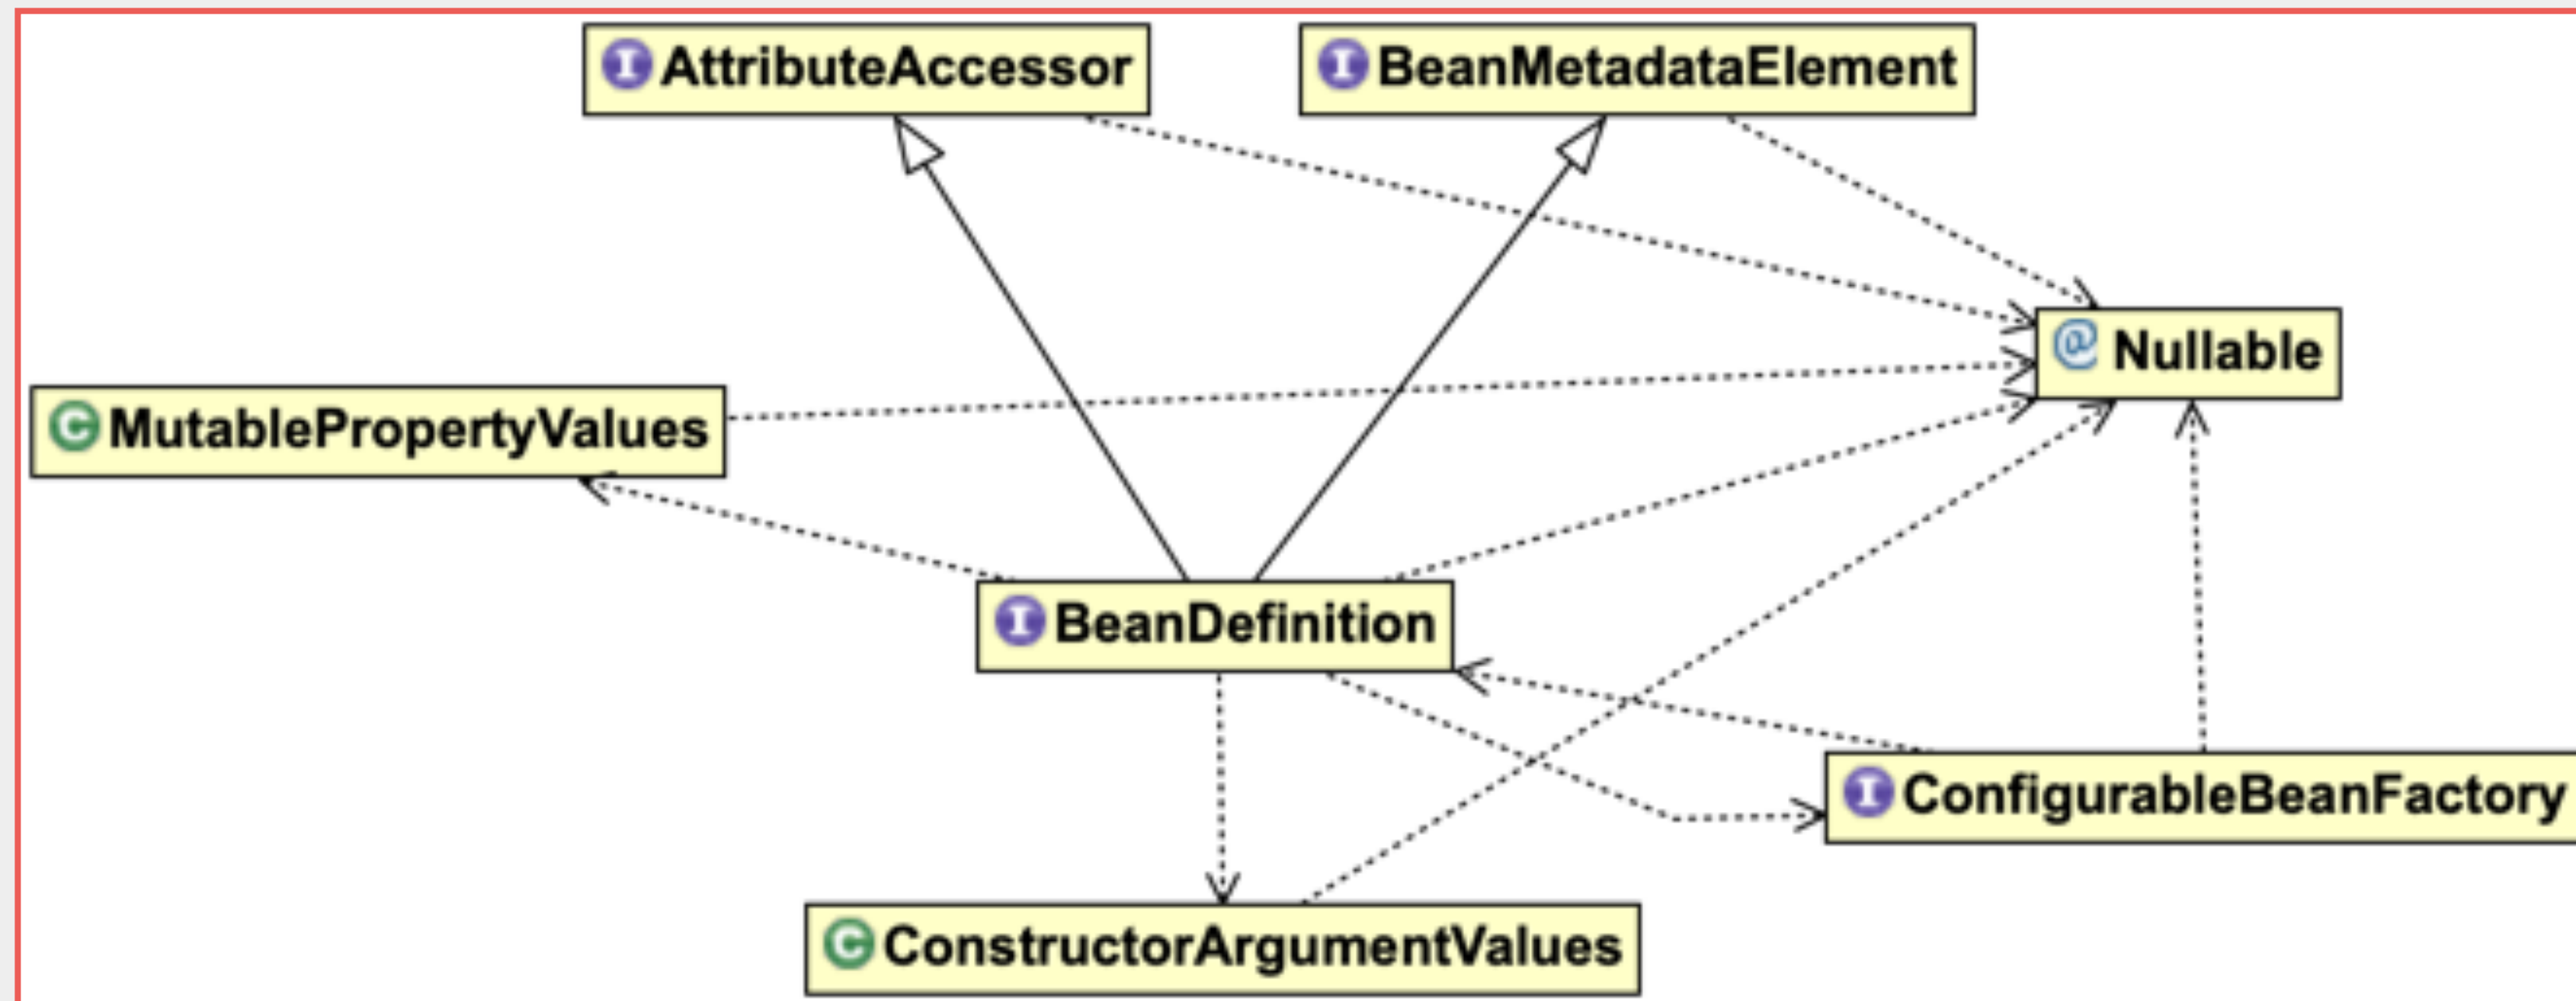 I AttributeAccessor
I BeanMetadataElement
@ Nullable
C MutablePropertyValues
I BeanDefinition
I ConfigurableBeanFactory
C ConstructorArgumentValues